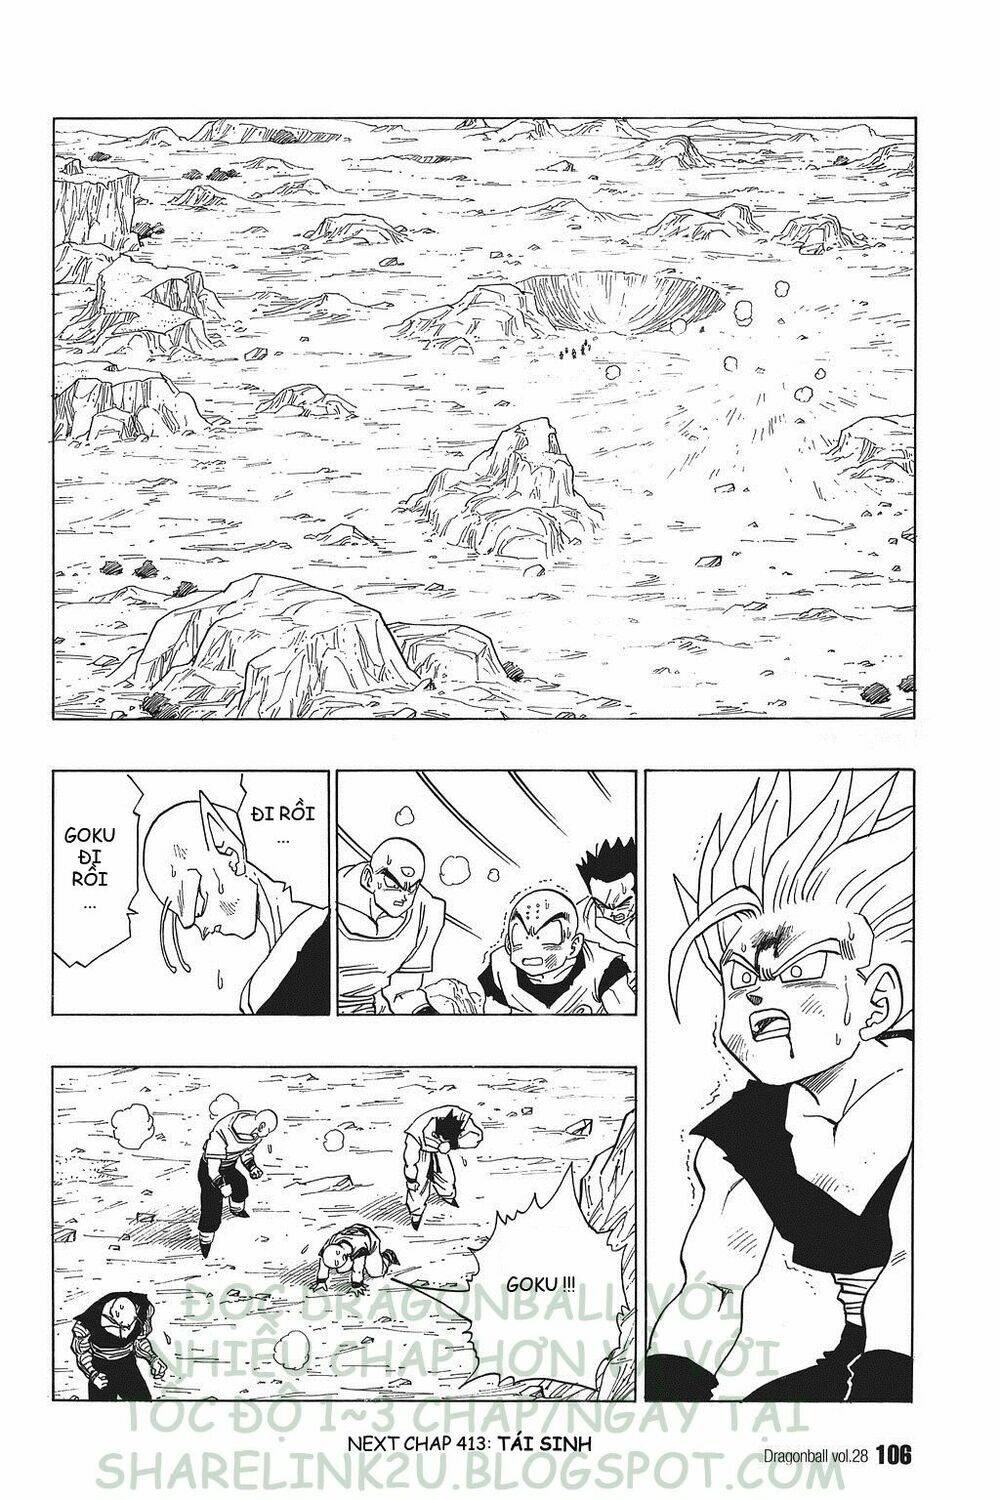 ĐI RỒI
...
GOKU
ĐI
RỒI
...
GOKU !!!
ĐỌC DRAGONBALL VỚI
NHIỀU CHAP HƠN VÀ VỚI
TỐC ĐỘ 1~3 CHAP/NGÀY TẠI
NEXT CHAP 413: TÁI SINH
SHARELINK2U.BLOGSPOT.COM
Dragonball vol.28 106